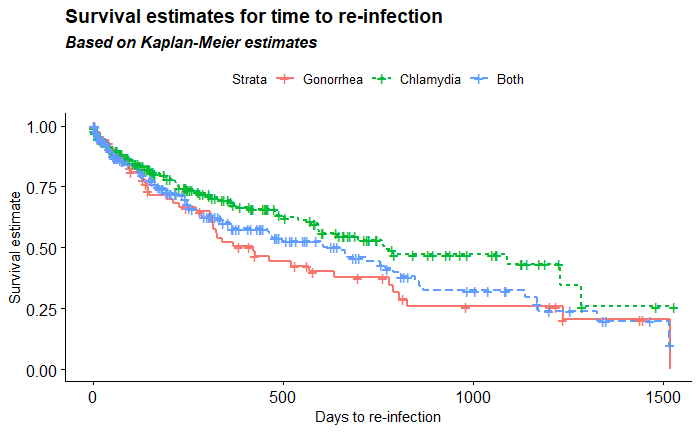 Survival estimates for time to re-infection
Based on Kaplan-Meier estimates
Strata Gonorrhea Chlamydia Both
Survival estimate
1.00
0.75
0.50
0.25
0.00
0 500 1000 1500
Days to re-infection